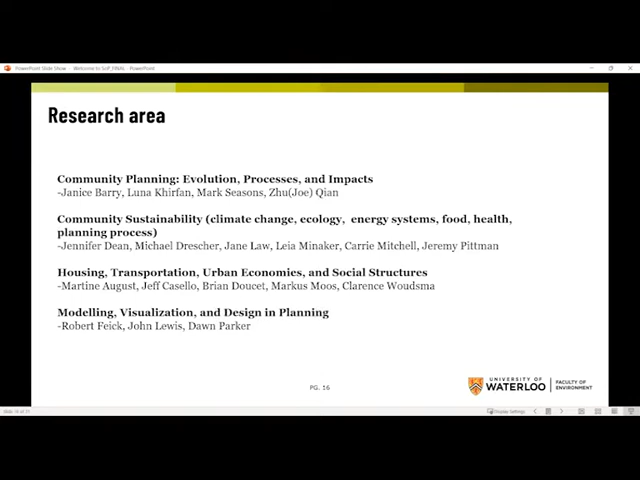 PowerPoint Slide Show - Welcome to SoP_FINAL - PowerPoint
Research area
Community Planning: Evolution, Processes, and Impacts
-Janice Barry, Luna Khirfan, Mark Seasons, Zhu(Joe) Qian
Community Sustainability (climate change, ecology, energy systems, food, health,
planning process)
-Jennifer Dean, Michael Drescher, Jane Law, Leia Minaker, Carrie Mitchell, Jeremy Pittman
Housing, Transportation, Urban Economies, and Social Structures
-Martine August, Jeff Casello, Brian Doucet, Markus Moos, Clarence Woudsma
Modelling, Visualization, and Design in Planning
-Robert Feick, John Lewis, Dawn Parker
PG. 16
UNIVERSITY OF
WATERLOO
FACULTY OF
ENVIRONMENT
Display Settings